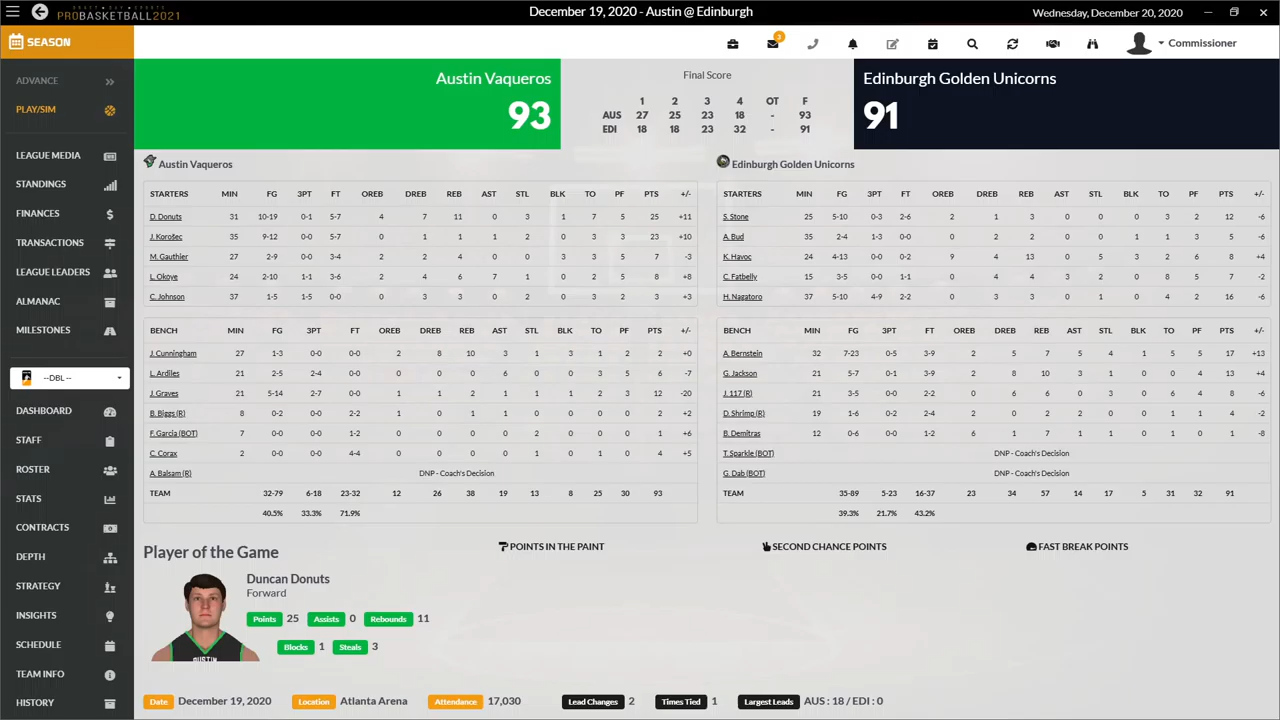 DRAFT DAY SPORTS
PROBASKETBALL2021
December 19, 2020 - Austin @ Edinburgh
Wednesday, December 20, 2020
SEASON
3
Commissioner
ADVANCE
PLAY/SIM
LEAGUE MEDIA
STANDINGS
FINANCES
TRANSACTIONS
LEAGUE LEADERS
ALMANAC
MILESTONES
--DBL --
DASHBOARD
STAFF
ROSTER
STATS
CONTRACTS
DEPTH
STRATEGY
INSIGHTS
SCHEDULE
TEAM INFO
HISTORY
Austin Vaqueros
93
Final Score
1 2 3 4 OT F
AUS 27 25 23 18 - 93
EDI 18 18 23 32 - 91
Edinburgh Golden Unicorns
91
Austin Vaqueros
STARTERS MIN FG 3PT FT OREB DREB REB AST STL BLK TO PF PTS +/-
D. Donuts 31 10-19 0-1 5-7 4 7 11 0 3 1 7 5 25 +11
J. Korošec 35 9-12 0-0 5-7 0 1 1 1 2 0 3 3 23 +10
M. Gauthier 27 2-9 0-0 3-4 2 2 4 0 0 3 3 5 7 -3
L. Okoye 24 2-10 1-1 3-6 2 4 6 7 1 0 2 5 8 +8
C. Johnson 37 1-5 1-5 0-0 0 3 3 0 2 0 3 2 3 +3
BENCH MIN FG 3PT FT OREB DREB REB AST STL BLK TO PF PTS +/-
J. Cunningham 27 1-3 0-0 0-0 2 8 10 3 1 3 1 2 2 +0
L. Ardiles 21 2-5 2-4 0-0 0 0 0 6 0 0 3 5 6 -7
J. Graves 21 5-14 2-7 0-0 1 1 2 1 1 1 2 3 12 -20
B. Biggs (R) 8 0-2 0-0 2-2 1 0 1 1 0 0 0 0 2 +2
F. Garcia (BOT) 7 0-0 0-0 1-2 0 0 0 0 2 0 0 0 1 +6
C. Corax 2 0-0 0-0 4-4 0 0 0 0 1 0 1 0 4 +5
A. Balsam (R) DNP - Coach's Decision
TEAM 32-79 6-18 23-32 12 26 38 19 13 8 25 30 93
40.5% 33.3% 71.9%
Edinburgh Golden Unicorns
STARTERS MIN FG 3PT FT OREB DREB REB AST STL BLK TO PF PTS +/-
S. Stone 25 5-10 0-3 2-6 2 1 3 0 0 0 3 2 12 -6
A. Bud 35 2-4 1-3 0-0 0 2 2 0 0 1 1 3 5 -6
K. Havoc 24 4-13 0-0 0-2 9 4 13 0 5 3 2 6 8 +4
C. Fatbelly 31 3-5 0-0 1-1 0 4 4 3 2 0 8 5 7 -2
H. Nagatoro 37 5-10 4-9 2-2 0 3 3 0 1 0 4 2 16 -6
BENCH MIN FG 3PT FT OREB DREB REB AST STL BLK TO PF PTS +/-
A. Bernstein 32 7-23 0-5 3-9 2 5 7 5 4 1 5 5 17 +13
G. Jackson 21 5-7 0-1 3-9 2 8 10 3 1 0 0 4 13 +4
J. 117 (R) 21 3-5 0-0 2-2 0 6 6 0 3 0 6 4 8 -6
D. Shrimp (R) 19 1-6 0-2 2-4 2 0 2 2 0 0 1 1 4 -2
B. Demitras 12 0-6 0-0 1-2 6 1 7 1 1 0 1 0 1 -8
T. Sparkle (BOT) DNP - Coach's Decision
G. Dab (BOT) DNP - Coach's Decision
TEAM 35-89 5-23 16-37 23 34 57 14 17 5 31 32 91
39.3% 21.7% 43.2%
Player of the Game
Duncan Donuts
Forward
Points 25 Assists 0 Rebounds 11
Blocks 1 Steals 3
AUSTIN
POINTS IN THE PAINT
SECOND CHANCE POINTS
FAST BREAK POINTS
Date December 19, 2020 Location Atlanta Arena Attendance 17,030 Lead Changes 2 Times Tied 1 Largest Leads AUS : 18 / EDI : 0